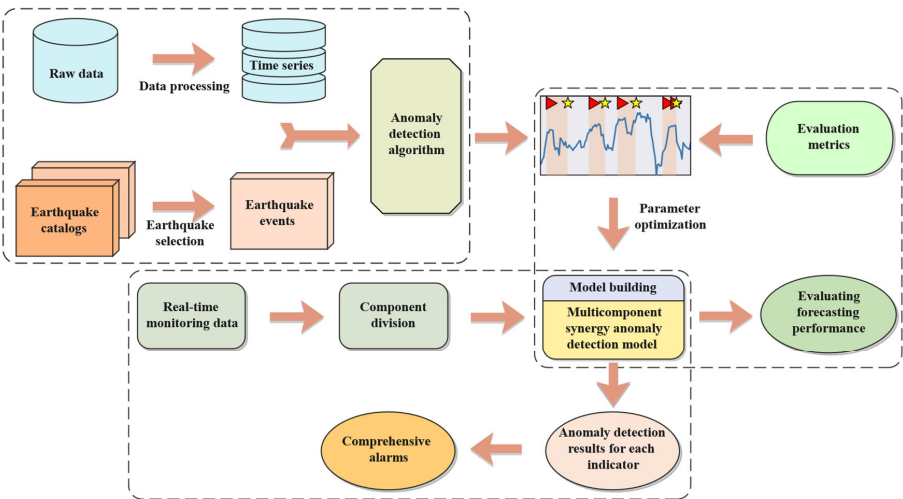 Raw data
Data processing
Time series
Anomaly
detection
algorithm
Evaluation
metrics
Earthquake
catalogs
Earthquake
selection
Earthquake
events
Parameter
optimization
Real-time
monitoring data
Component
division
Model building
Multicomponent
synergy anomaly
detection model
Evaluating
forecasting
performance
Comprehensive
alarms
Anomaly detection
results for each
indicator